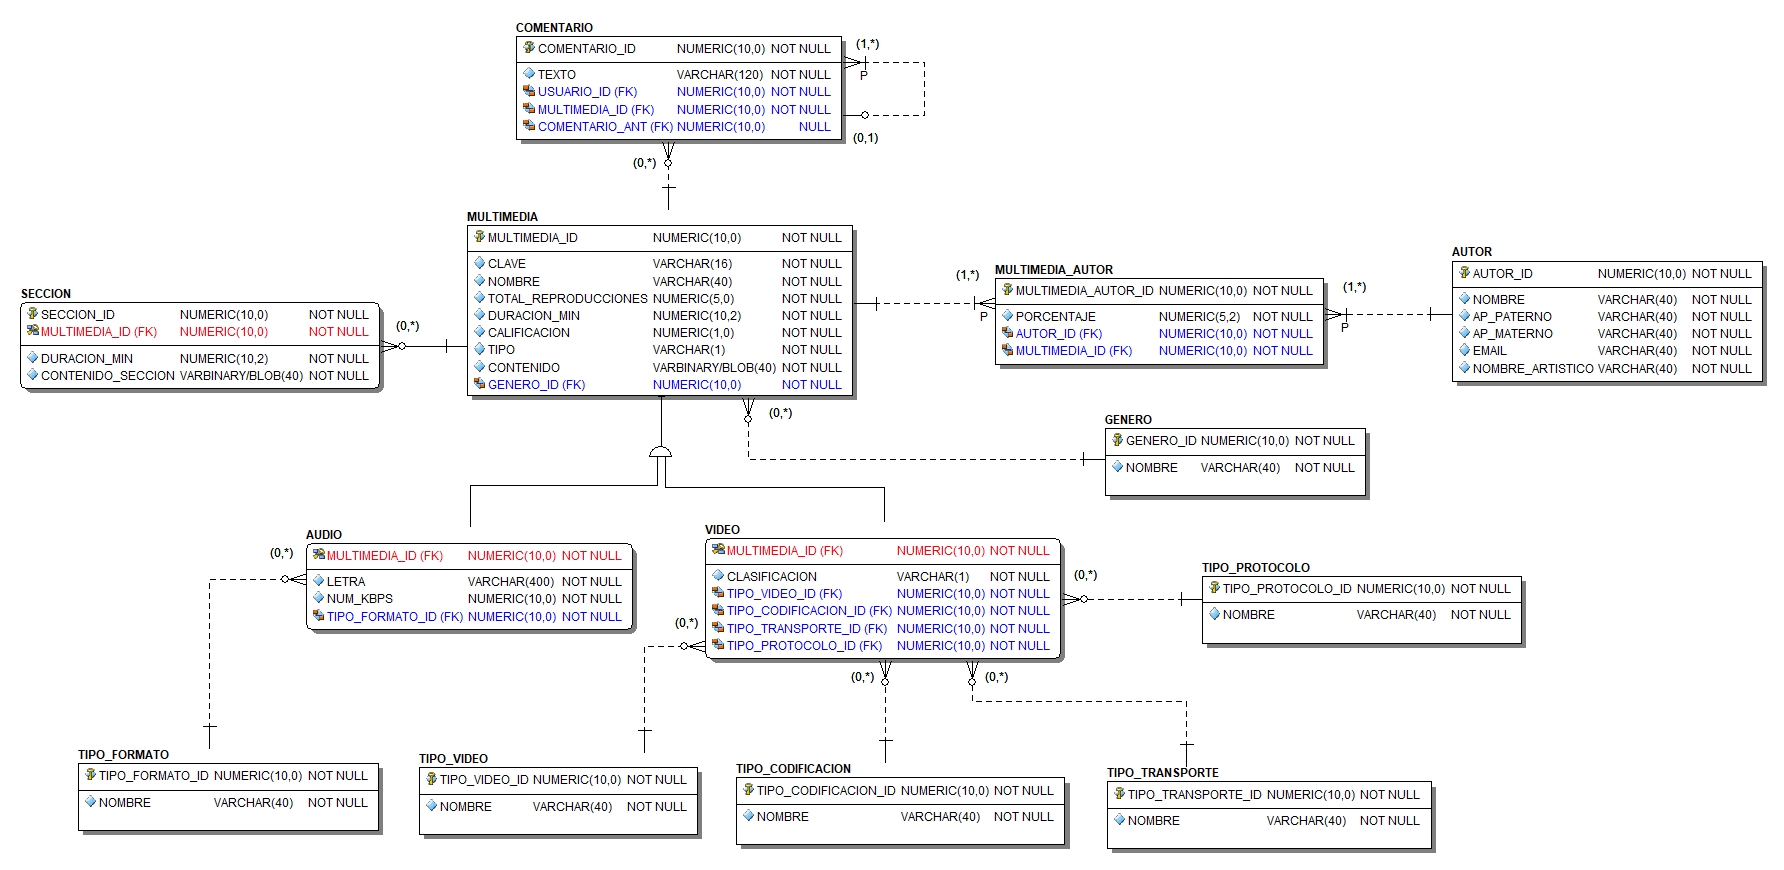 COMENTARIO
COMENTARIO_ID NUMERIC(10,0) NOT NULL
TEXTO VARCHAR(120) NOT NULL
USUARIO_ID (FK) NUMERIC(10,0) NOT NULL
MULTIMEDIA_ID (FK) NUMERIC(10,0) NOT NULL
COMENTARIO_ANT (FK) NUMERIC(10,0) NULL
(1,*)
P
(0,1)
(0,*)
MULTIMEDIA
MULTIMEDIA_ID NUMERIC(10,0) NOT NULL
CLAVE VARCHAR(16) NOT NULL
NOMBRE VARCHAR(40) NOT NULL
TOTAL_REPRODUCCIONES NUMERIC(5,0) NOT NULL
DURACION_MIN NUMERIC(10,2) NOT NULL
CALIFICACION NUMERIC(1,0) NOT NULL
TIPO VARCHAR(1) NOT NULL
CONTENIDO VARBINARY/BLOB(40) NOT NULL
GENERO_ID (FK) NUMERIC(10,0) NOT NULL
SECCION
SECCION_ID NUMERIC(10,0) NOT NULL
MULTIMEDIA_ID (FK) NUMERIC(10,0) NOT NULL
DURACION_MIN NUMERIC(10,2) NOT NULL
CONTENIDO_SECCION VARBINARY/BLOB(40) NOT NULL
(0,*)
(1,*)
P
MULTIMEDIA_AUTOR
MULTIMEDIA_AUTOR_ID NUMERIC(10,0) NOT NULL
PORCENTAJE NUMERIC(5,2) NOT NULL
AUTOR_ID (FK) NUMERIC(10,0) NOT NULL
MULTIMEDIA_ID (FK) NUMERIC(10,0) NOT NULL
(1,*)
P
AUTOR
AUTOR_ID NUMERIC(10,0) NOT NULL
NOMBRE VARCHAR(40) NOT NULL
AP_PATERNO VARCHAR(40) NOT NULL
AP_MATERNO VARCHAR(40) NOT NULL
EMAIL VARCHAR(40) NOT NULL
NOMBRE_ARTISTICO VARCHAR(40) NOT NULL
(0,*)
GENERO
GENERO_ID NUMERIC(10,0) NOT NULL
NOMBRE VARCHAR(40) NOT NULL
AUDIO
MULTIMEDIA_ID (FK) NUMERIC(10,0) NOT NULL
LETRA VARCHAR(400) NOT NULL
NUM_KBPS NUMERIC(10,0) NOT NULL
TIPO_FORMATO_ID (FK) NUMERIC(10,0) NOT NULL
(0,*)
VIDEO
MULTIMEDIA_ID (FK) NUMERIC(10,0) NOT NULL
CLASIFICACION VARCHAR(1) NOT NULL
TIPO_VIDEO_ID (FK) NUMERIC(10,0) NOT NULL
TIPO_CODIFICACION_ID (FK) NUMERIC(10,0) NOT NULL
TIPO_TRANSPORTE_ID (FK) NUMERIC(10,0) NOT NULL
TIPO_PROTOCOLO_ID (FK) NUMERIC(10,0) NOT NULL
(0,*)
(0,*)
(0,*)
(0,*)
TIPO_PROTOCOLO
TIPO_PROTOCOLO_ID NUMERIC(10,0) NOT NULL
NOMBRE VARCHAR(40) NOT NULL
TIPO_FORMATO
TIPO_FORMATO_ID NUMERIC(10,0) NOT NULL
NOMBRE VARCHAR(40) NOT NULL
TIPO_VIDEO
TIPO_VIDEO_ID NUMERIC(10,0) NOT NULL
NOMBRE VARCHAR(40) NOT NULL
TIPO_CODIFICACION
TIPO_CODIFICACION_ID NUMERIC(10,0) NOT NULL
NOMBRE VARCHAR(40) NOT NULL
TIPO_TRANSPORTE
TIPO_TRANSPORTE_ID NUMERIC(10,0) NOT NULL
NOMBRE VARCHAR(40) NOT NULL